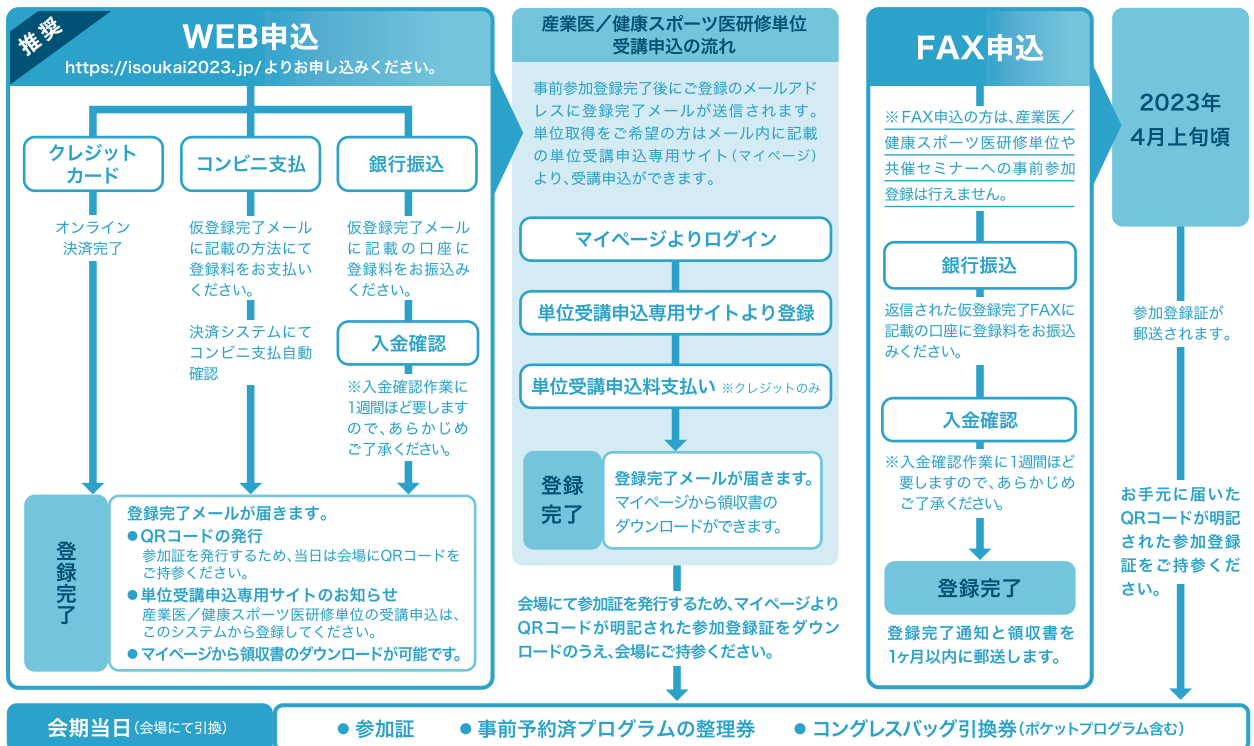 推奨
WEB申込
https://isoukai2023.jp/よりお申し込みください。
クレジット
カード
オンライン
決済完了
コンビニ支払
仮登録完了メール
に記載の方法にて
登録料をお支払い
ください。
決済システムにて
コンビニ支払自動
確認
銀行振込
仮登録完了メール
に記載の口座に
登録料をお振込み
ください。
入金確認
※入金確認作業に
1週間ほど要します
ので、あらかじめ
ご了承ください。
登録完了
登録完了メールが届きます。
●QRコードの発行
参加証を発行するため、当日は会場にQRコードを
ご持参ください。
●単位受講申込専用サイトのお知らせ
産業医／健康スポーツ医研修単位の受講申込は、
このシステムから登録してください。
●マイページから領収書のダウンロードが可能です。
産業医／健康スポーツ医研修単位
受講申込の流れ
事前参加登録完了後にご登録のメールアド
レスに登録完了メールが送信されます。
単位取得をご希望の方はメール内に記載
の単位受講申込専用サイト（マイページ）
より、受講申込ができます。
マイページよりログイン
単位受講申込専用サイトより登録
単位受講申込料支払い ※クレジットのみ
登録
完了
登録完了メールが届きます。
マイページから領収書の
ダウンロードができます。
会場にて参加証を発行するため、マイページより
QRコードが明記された参加登録証をダウン
ロードのうえ、会場にご持参ください。
FAX申込
※FAX申込の方は、産業医／
健康スポーツ医研修単位や
共催セミナーへの事前参加
登録は行えません。
銀行振込
返信された仮登録完了FAXに
記載の口座に登録料をお振込
みください。
入金確認
※入金確認作業に1週間ほど
要しますので、あらかじめ
ご了承ください。
登録完了
登録完了通知と領収書を
1ヶ月以内に郵送します。
2023年
4月上旬頃
参加登録証が
郵送されます。
お手元に届いた
QRコードが明記
された参加登録
証をご持参くだ
さい。
会期当日（会場にて引換）
●参加証 ●事前予約済プログラムの整理券 ●コングレスバッグ引換券（ポケットプログラム含む）